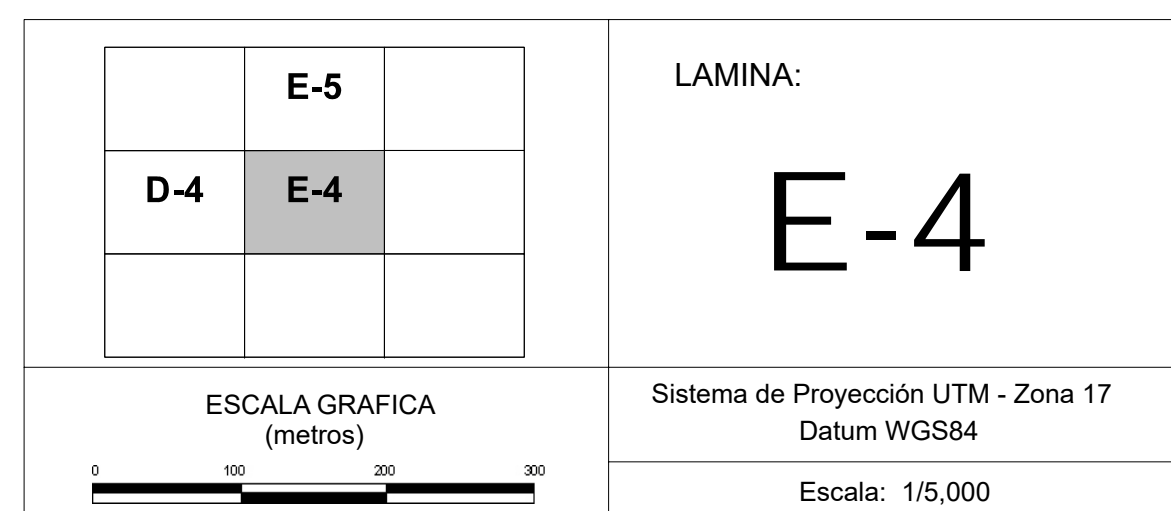 E-5
D-4 E-4
LAMINA:
E-4
ESCALA GRAFICA
(metros)
0 100 200 300
Sistema de Proyección UTM - Zona 17
Datum WGS84
Escala: 1/5,000